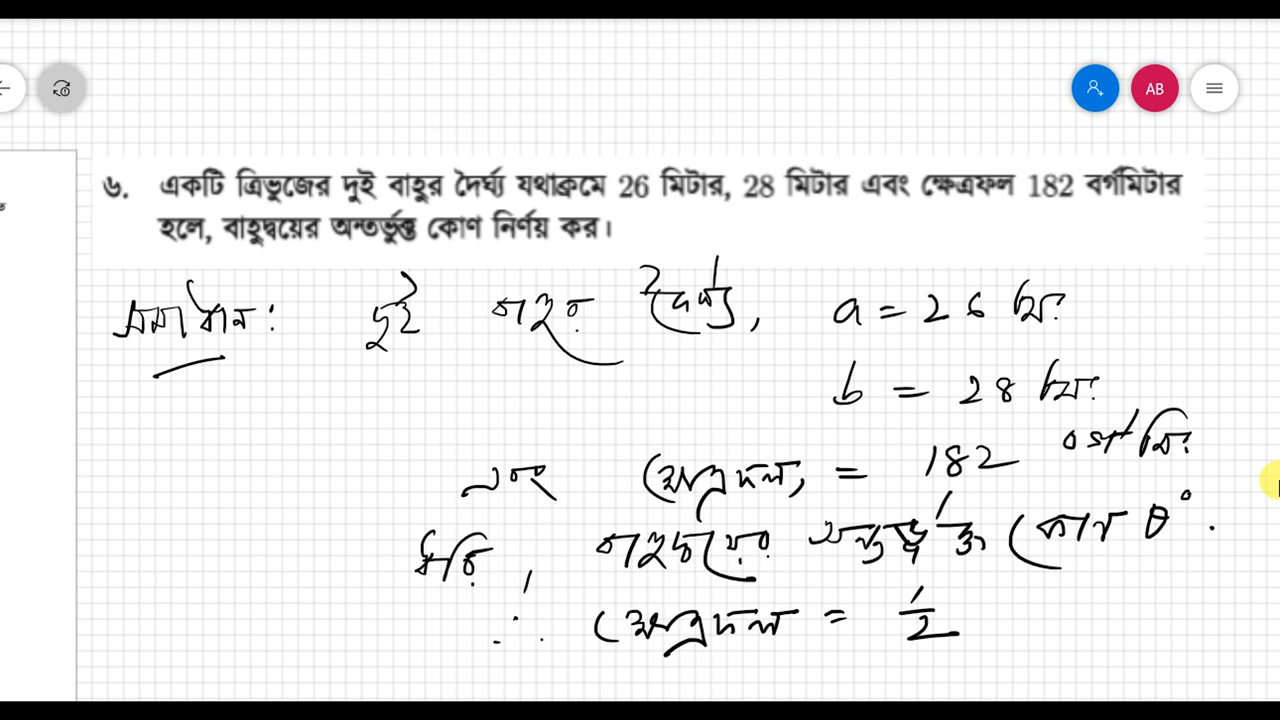 AB
৬. একটি ত্রিভুজের দুই বাহুর দৈর্ঘ্য যথাক্রমে 26 মিটার, 28 মিটার এবং ক্ষেত্রফল 182 বর্গমিটার
হলে, বাহুদ্বয়ের অন্তর্ভুক্ত কোণ নির্ণয় কর।
সমাধান: দুই বাহুর দৈর্ঘ্য, a = 26 মি:
b = 28 মি:
এবং ক্ষেত্রফল, = 182 বর্গমি:
ধরি, বাহুদ্বয়ের অন্তর্ভুক্ত কোণ θ°.
∴ ক্ষেত্রফল = 1/2